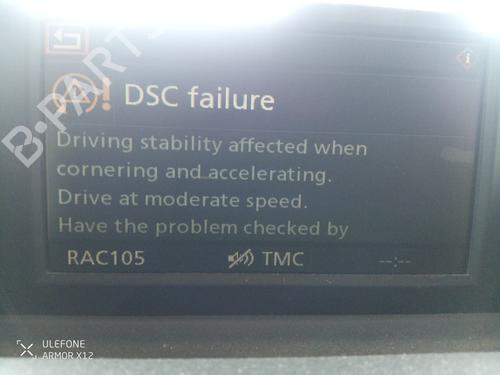 DSC failure
Driving stability affected when
cornering and accelerating.
Drive at moderate speed.
Have the problem checked by
RAC105
TMC
--:--
B-PARTS
ULEFONE
ARMOR X12